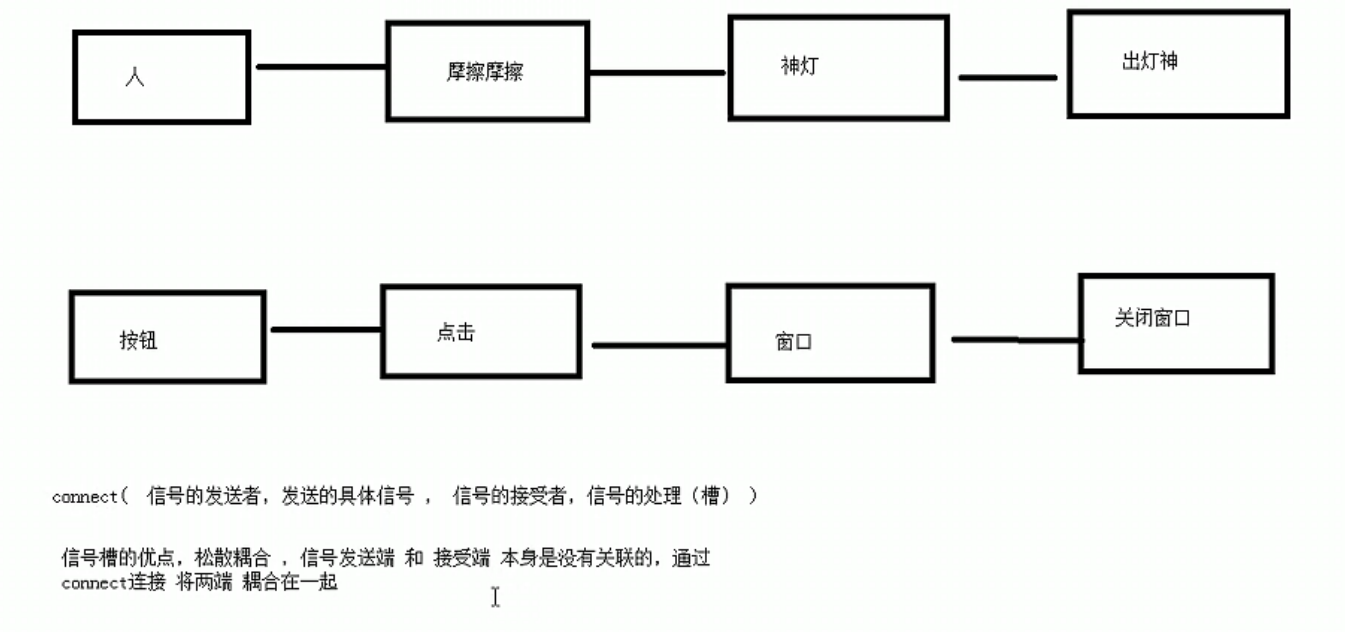 人 摩擦摩擦 神灯 出灯神
按钮 点击 窗口 关闭窗口
connect( 信号的发送者，发送的具体信号 ， 信号的接受者，信号的处理（槽） )
信号槽的优点，松散耦合 ，信号发送端 和 接受端 本身是没有关联的，通过
connect连接 将两端 耦合在一起